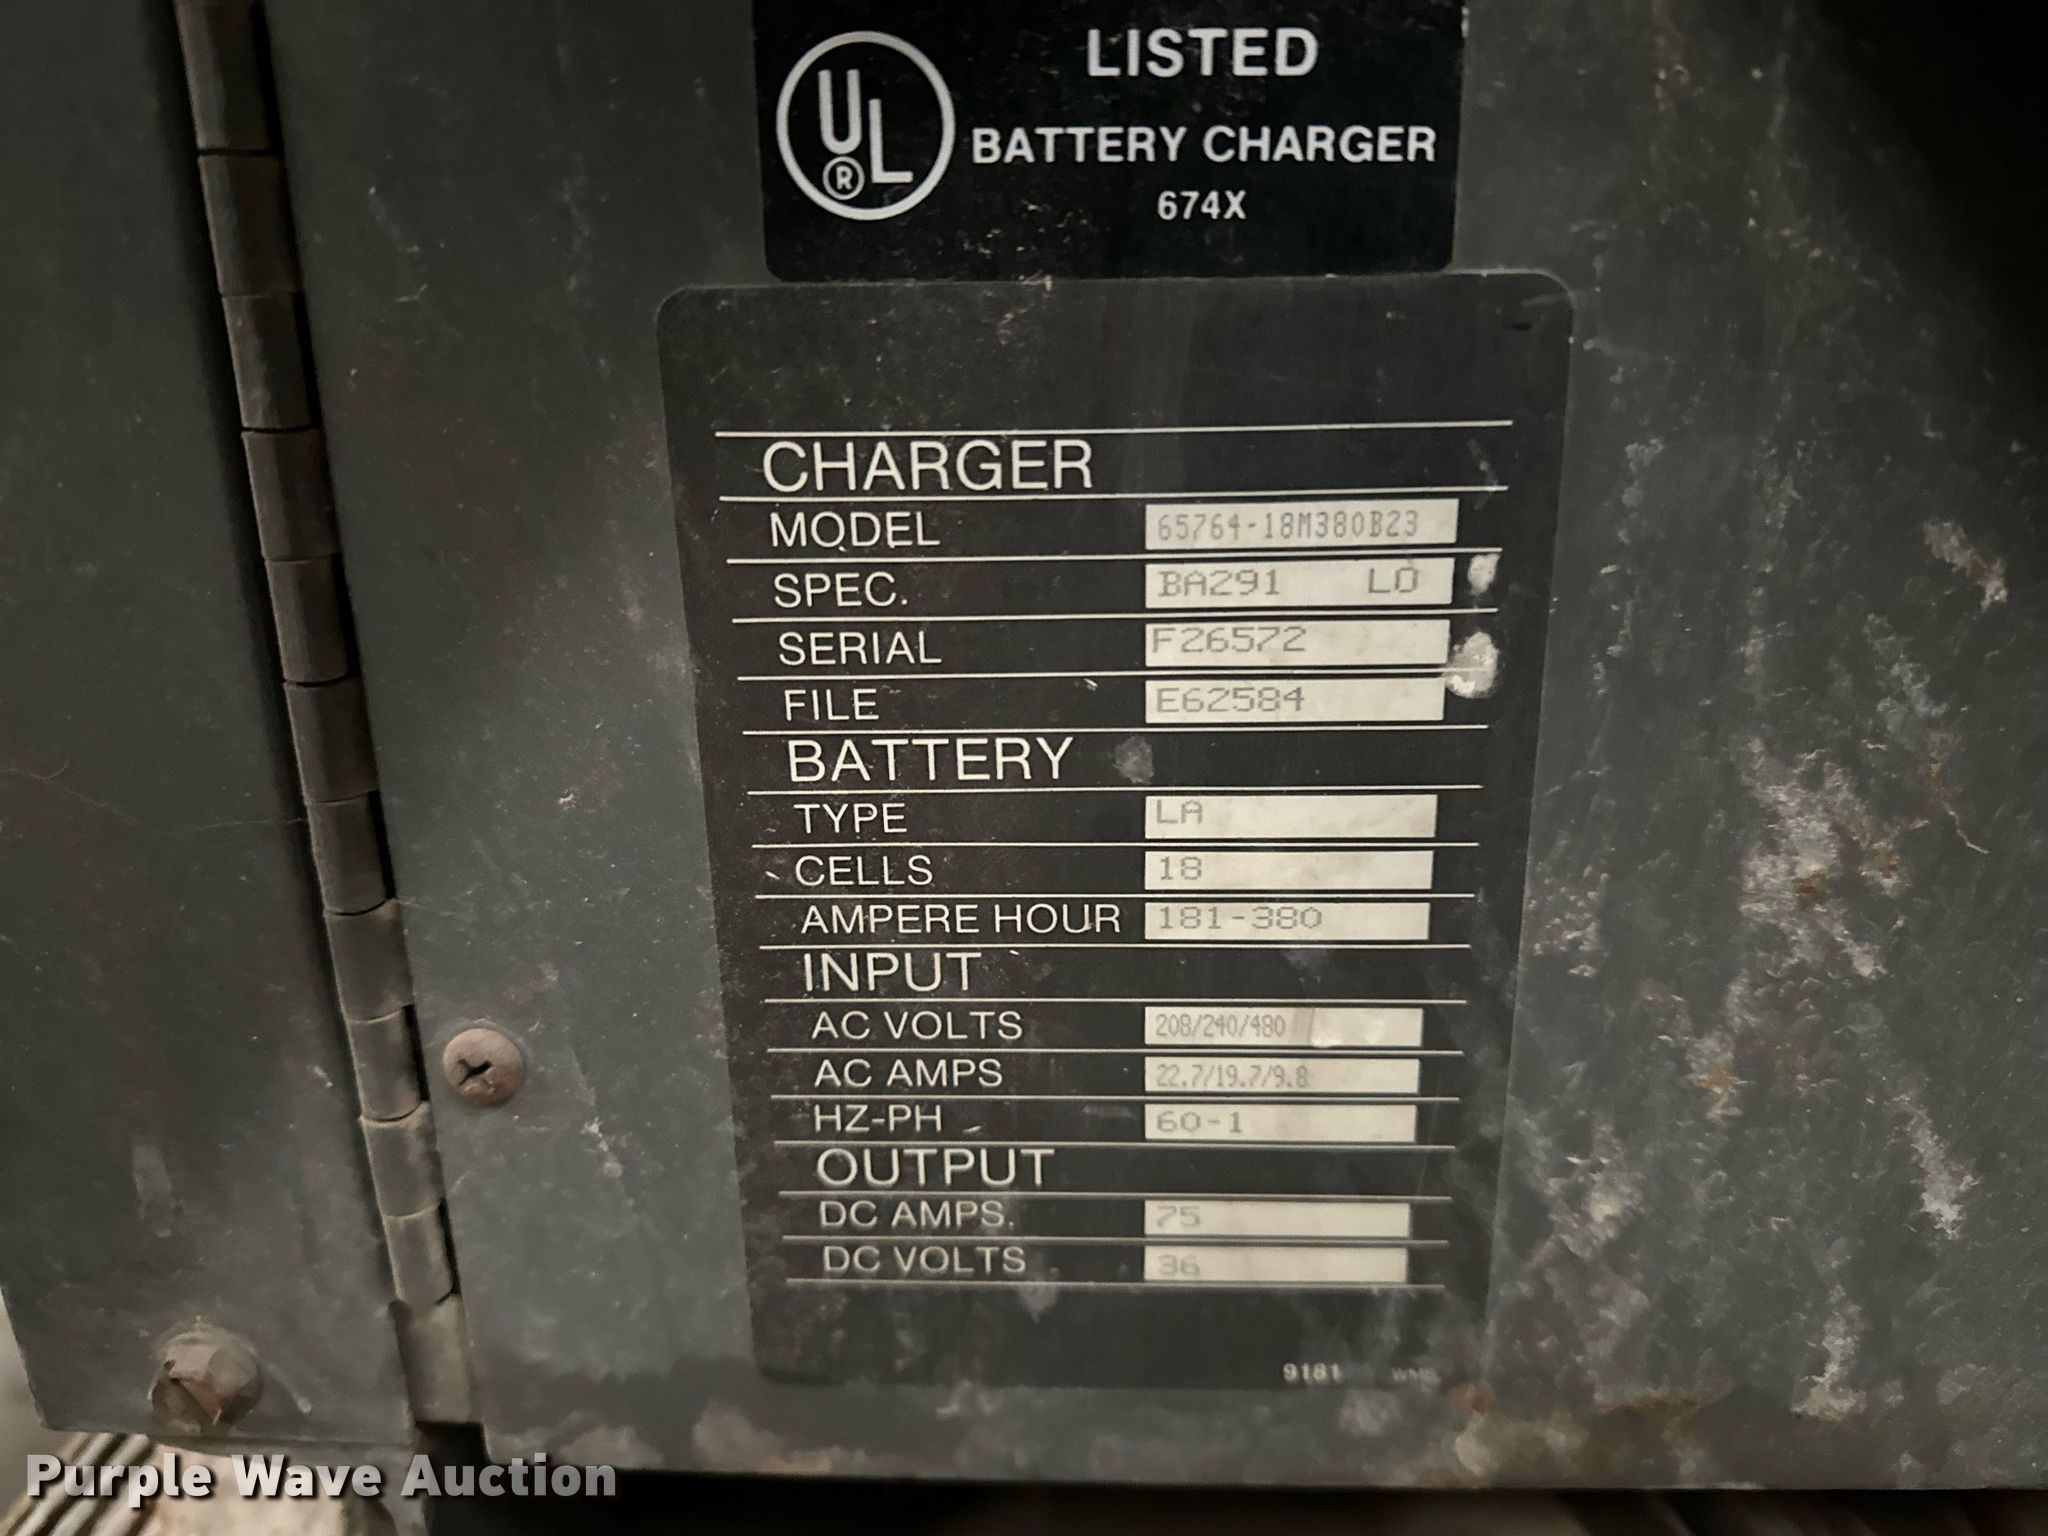 UL® LISTED
BATTERY CHARGER
674X
CHARGER
MODEL 65764-18M380B23
SPEC. BA291 LO
SERIAL F26572
FILE E62584
BATTERY
TYPE LA
CELLS 18
AMPERE HOUR 181-380
INPUT
AC VOLTS 208/240/480
AC AMPS 22.7/19.7/9.8
HZ-PH 60-1
OUTPUT
DC AMPS. 75
DC VOLTS 36
9181
Purple Wave Auction